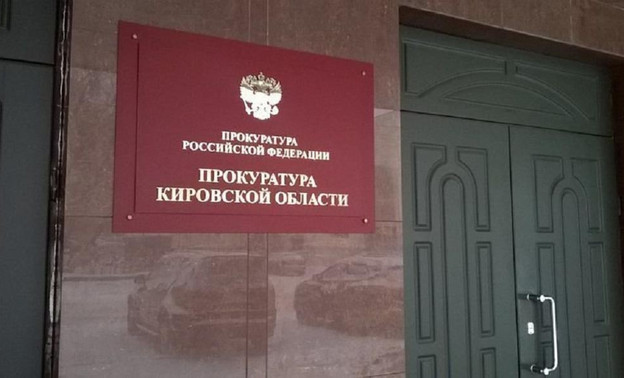 ПРОКУРАТУРА
РОССИЙСКОЙ ФЕДЕРАЦИИ
ПРОКУРАТУРА
КИРОВСКОЙ ОБЛАСТИ